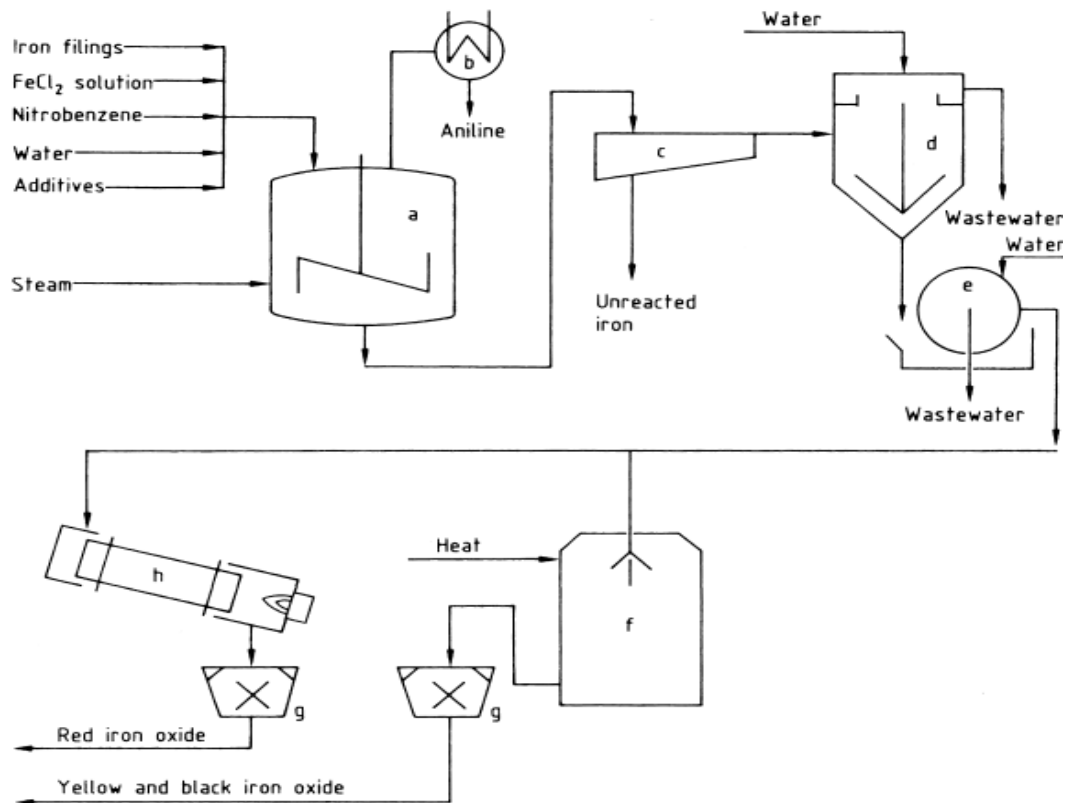 Iron filings
FeCl₂ solution
Nitrobenzene
Water
Additives
Steam
a
b
Aniline
c
Unreacted
iron
Water
d
Wastewater
Water
e
Wastewater
h
Heat
f
g
g
Red iron oxide
Yellow and black iron oxide